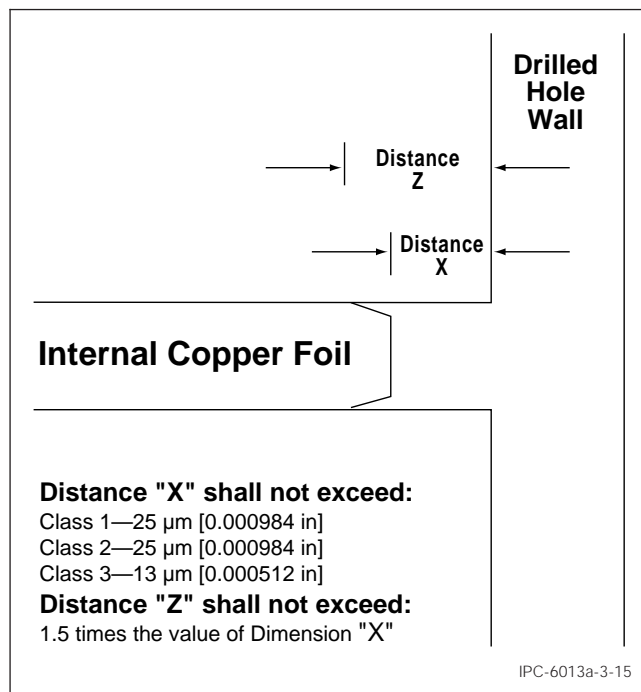 Drilled
Hole
Wall
Distance
Z
Distance
X
Internal Copper Foil
Distance "X" shall not exceed:
Class 1—25 µm [0.000984 in]
Class 2—25 µm [0.000984 in]
Class 3—13 µm [0.000512 in]
Distance "Z" shall not exceed:
1.5 times the value of Dimension "X"
IPC-6013a-3-15